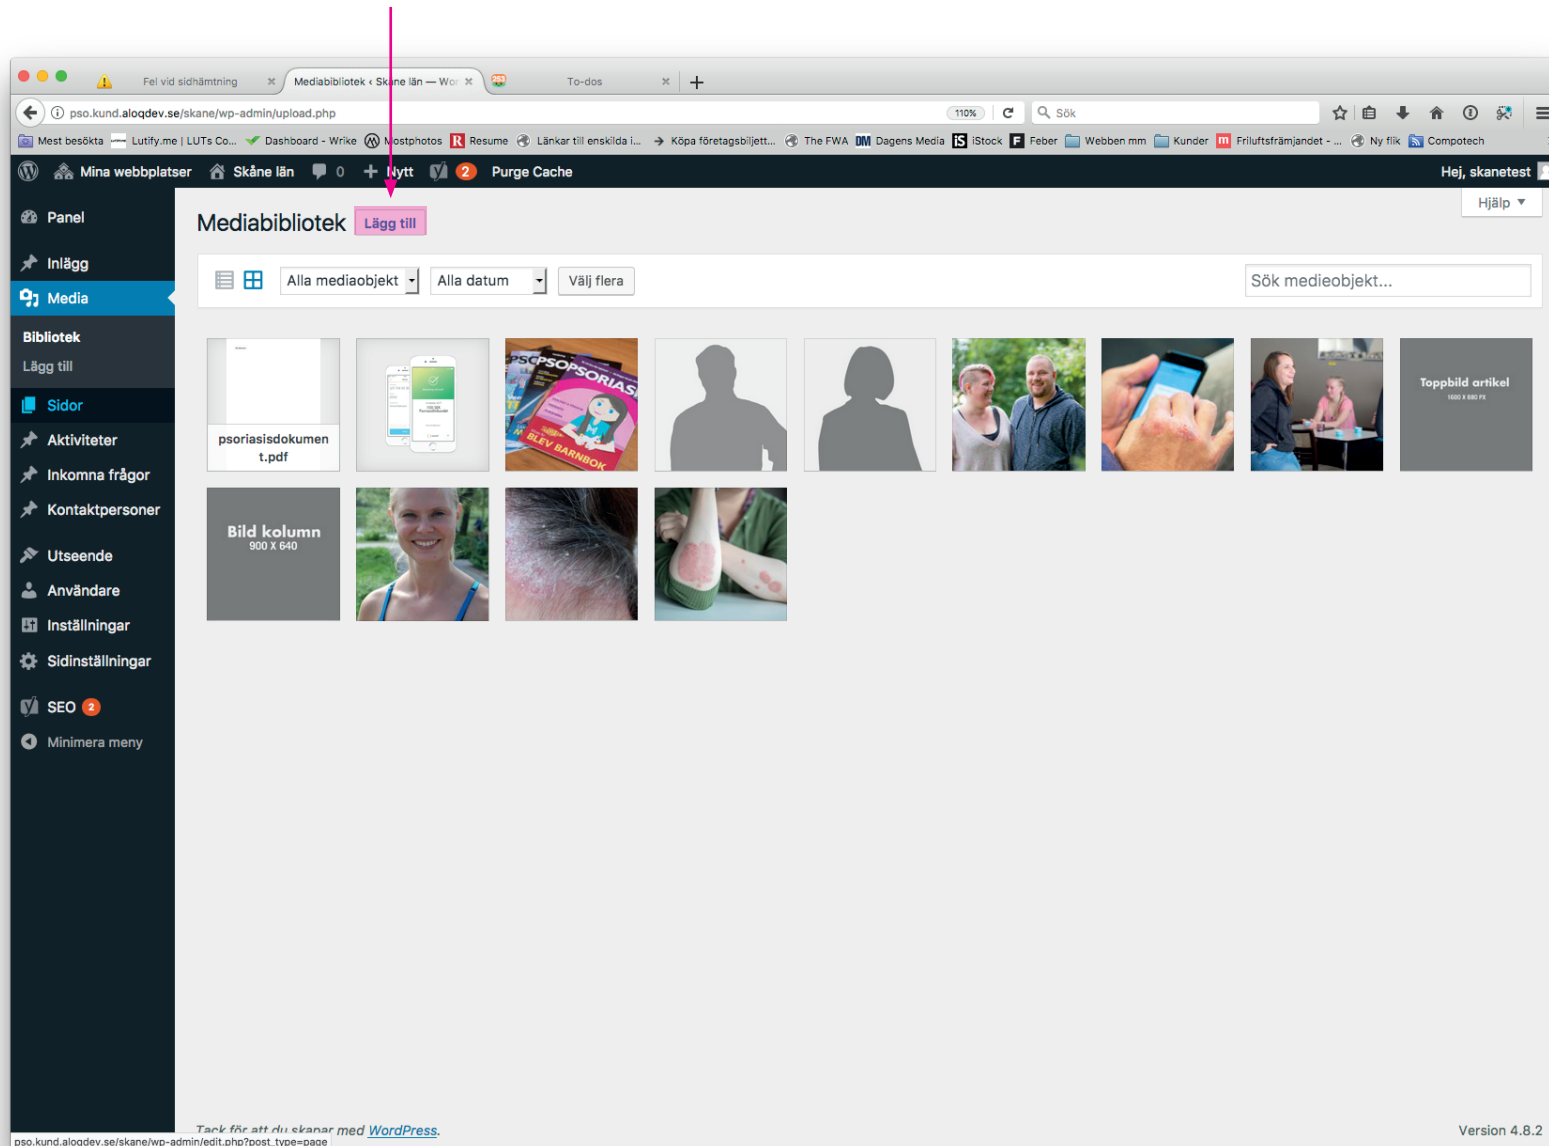 Fel vid sidhämtning
Mediabibliotek ‹ Skåne län — Wor
253
To-dos
pso.kund.aloqdev.se/skane/wp-admin/upload.php
110%
Sök
Mest besökta
Lutify.me | LUTs Co...
Dashboard - Wrike
Mostphotos
R Resume
Länkar till enskilda i...
Köpa företagsbiljett...
The FWA
DM Dagens Media
iS iStock
F Feber
Webben mm
Kunder
m Friluftsfrämjandet - ...
Ny flik
Compotech
Mina webbplatser
Skåne län
0
+ Nytt
2
Purge Cache
Hej, skanetest
Panel
Inlägg
Media
Bibliotek
Lägg till
Sidor
Aktiviteter
Inkomna frågor
Kontaktpersoner
Utseende
Användare
Inställningar
Sidinställningar
SEO 2
Minimera meny
Mediabibliotek
Lägg till
Hjälp
Alla mediaobjekt
Alla datum
Välj flera
Sök medieobjekt...
psoriasisdokumen
t.pdf
PSORIAS
BLEV BARNBOK
Toppbild artikel
Bild kolumn
900 X 640
Tack för att du skapar med WordPress.
Version 4.8.2
pso.kund.aloqdev.se/skane/wp-admin/edit.php?post_type=page